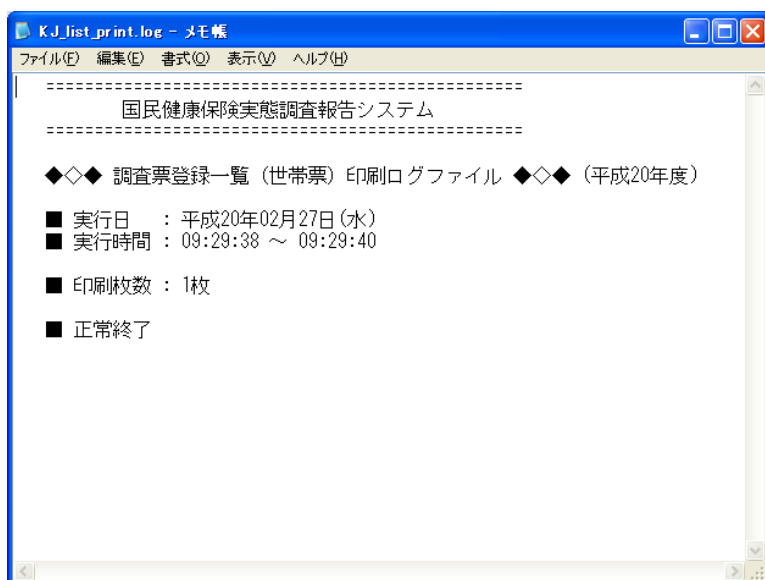 KJ_list_print.log - メモ帳
ファイル(F) 編集(E) 書式(O) 表示(V) ヘルプ(H)
=================================================
国民健康保険実態調査報告システム
=================================================
◆◇◆ 調査票登録一覧（世帯票）印刷ログファイル ◆◇◆（平成20年度）
■ 実行日 : 平成20年02月27日(水)
■ 実行時間 : 09:29:38 ～ 09:29:40
■ 印刷枚数 : 1枚
■ 正常終了